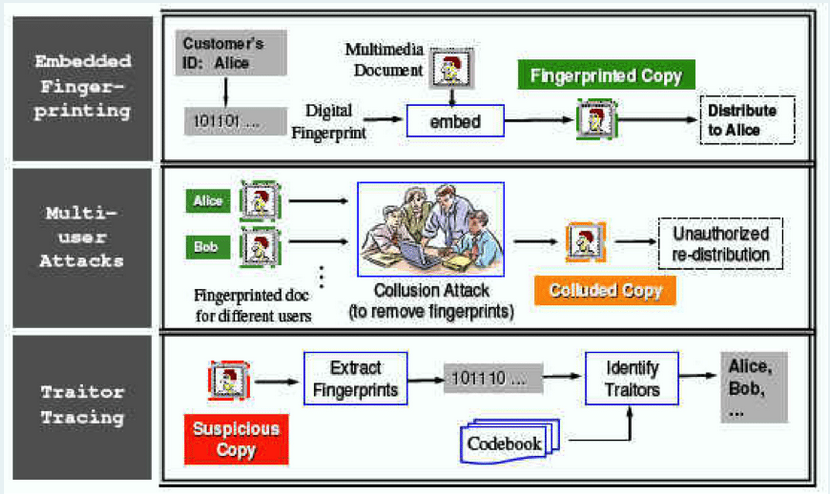 Embedded
Finger-
printing
Customer's
ID: Alice
101101 ...
Digital
Fingerprint
Multimedia
Document
embed
Fingerprinted Copy
Distribute
to Alice
Multi-
user
Attacks
Alice
Bob
Fingerprinted doc
for different users
Collusion Attack
(to remove fingerprints)
Colluded Copy
Unauthorized
re-distribution
Traitor
Tracing
Suspicious
Copy
Extract
Fingerprints
101110 ...
Codebook
Identify
Traitors
Alice,
Bob,
...